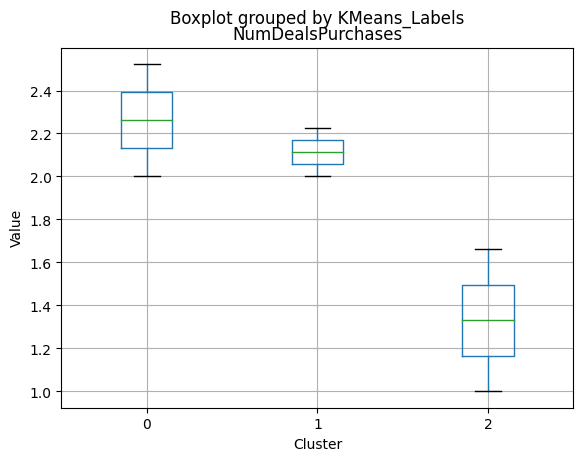 Boxplot grouped by KMeans_Labels
NumDealsPurchases
2.4
2.2
2.0
1.8
1.6
1.4
1.2
1.0
Value
0 1 2
Cluster